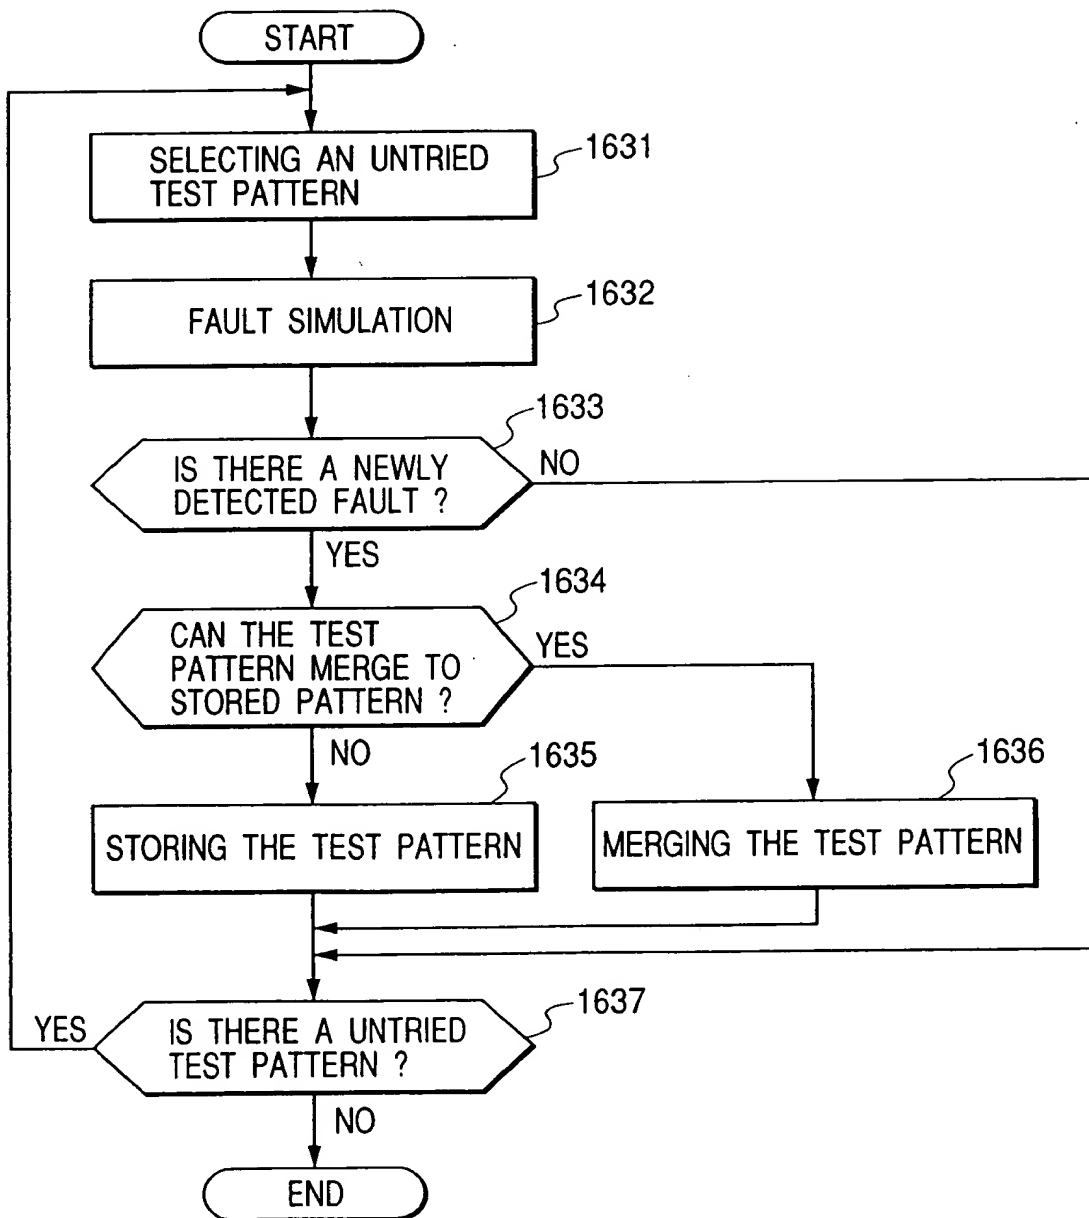 START
SELECTING AN UNTRIED
TEST PATTERN
1631
FAULT SIMULATION
1632
1633
IS THERE A NEWLY
DETECTED FAULT ?
NO
YES
1634
CAN THE TEST
PATTERN MERGE TO
STORED PATTERN ?
YES
NO
1635
STORING THE TEST PATTERN
1636
MERGING THE TEST PATTERN
1637
IS THERE A UNTRIED
TEST PATTERN ?
YES
NO
END